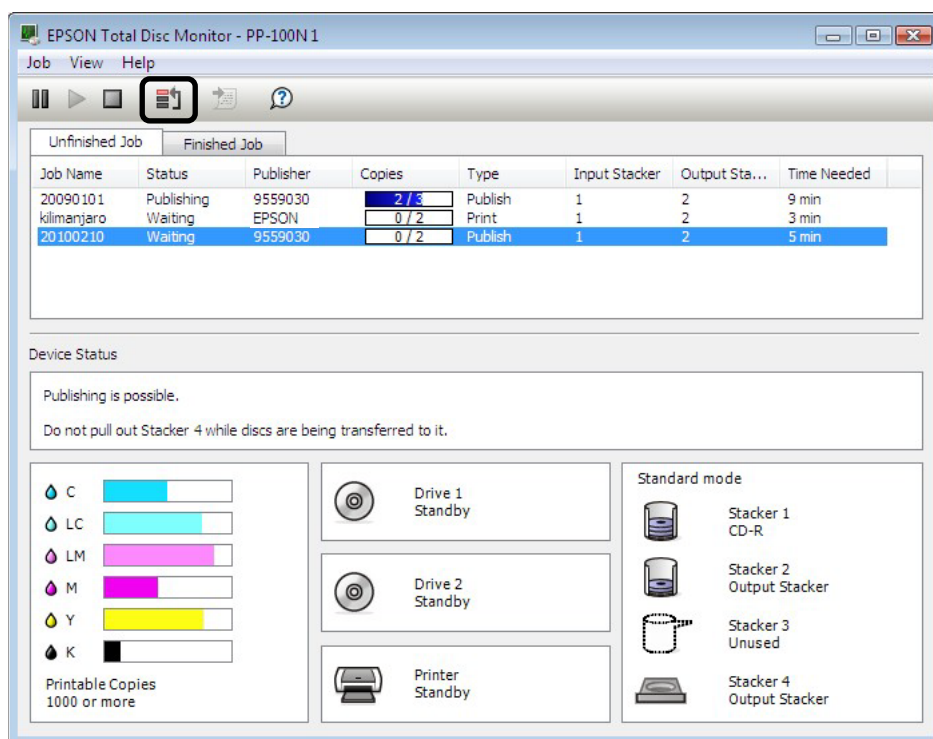 EPSON Total Disc Monitor - PP-100N 1
Job View Help
Unfinished Job Finished Job
Job Name Status Publisher Copies Type Input Stacker Output Sta... Time Needed
20090101 Publishing 9559030 2 / 3 Publish 1 2 9 min
kilimanjaro Waiting EPSON 0 / 2 Print 1 2 3 min
20100210 Waiting 9559030 0 / 2 Publish 1 2 5 min
Device Status
Publishing is possible.
Do not pull out Stacker 4 while discs are being transferred to it.
C
LC
LM
M
Y
K
Printable Copies
1000 or more
Drive 1
Standby
Drive 2
Standby
Printer
Standby
Standard mode
Stacker 1
CD-R
Stacker 2
Output Stacker
Stacker 3
Unused
Stacker 4
Output Stacker